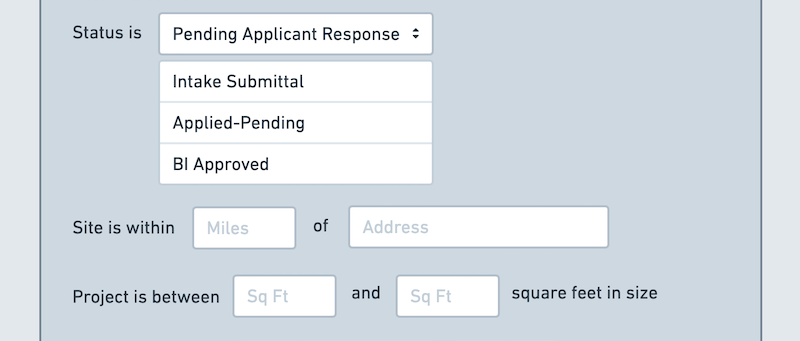 Status is Pending Applicant Response
Intake Submittal
Applied-Pending
BI Approved
Site is within Miles of Address
Project is between Sq Ft and Sq Ft square feet in size